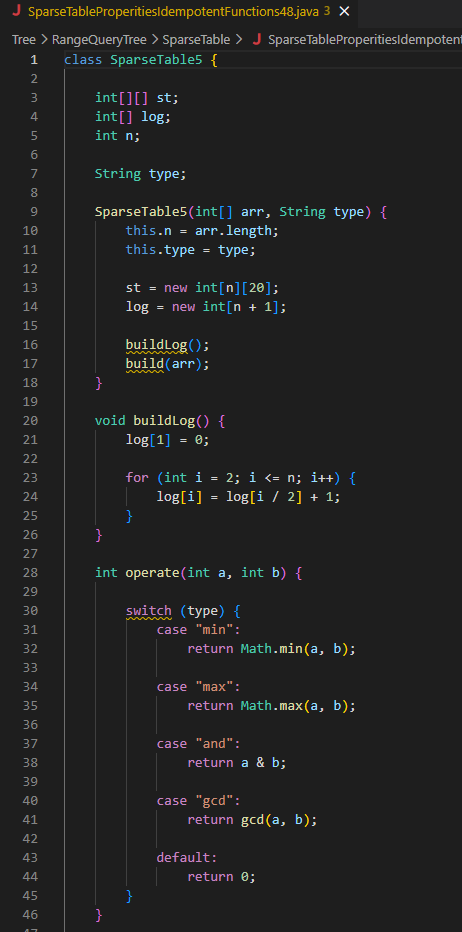 SparseTableProperitiesIdempotentFunctions48.java 3 ×
Tree > RangeQueryTree > SparseTable > J SparseTableProperitiesIdempotent
1 class SparseTable5 {
2
3     int[][] st;
4     int[] log;
5     int n;
6
7     String type;
8
9     SparseTable5(int[] arr, String type) {
10         this.n = arr.length;
11         this.type = type;
12
13         st = new int[n][20];
14         log = new int[n + 1];
15
16         buildLog();
17         build(arr);
18     }
19
20     void buildLog() {
21         log[1] = 0;
22
23         for (int i = 2; i <= n; i++) {
24             log[i] = log[i / 2] + 1;
25         }
26     }
27
28     int operate(int a, int b) {
29
30         switch (type) {
31             case "min":
32                 return Math.min(a, b);
33
34             case "max":
35                 return Math.max(a, b);
36
37             case "and":
38                 return a & b;
39
40             case "gcd":
41                 return gcd(a, b);
42
43             default:
44                 return 0;
45         }
46     }